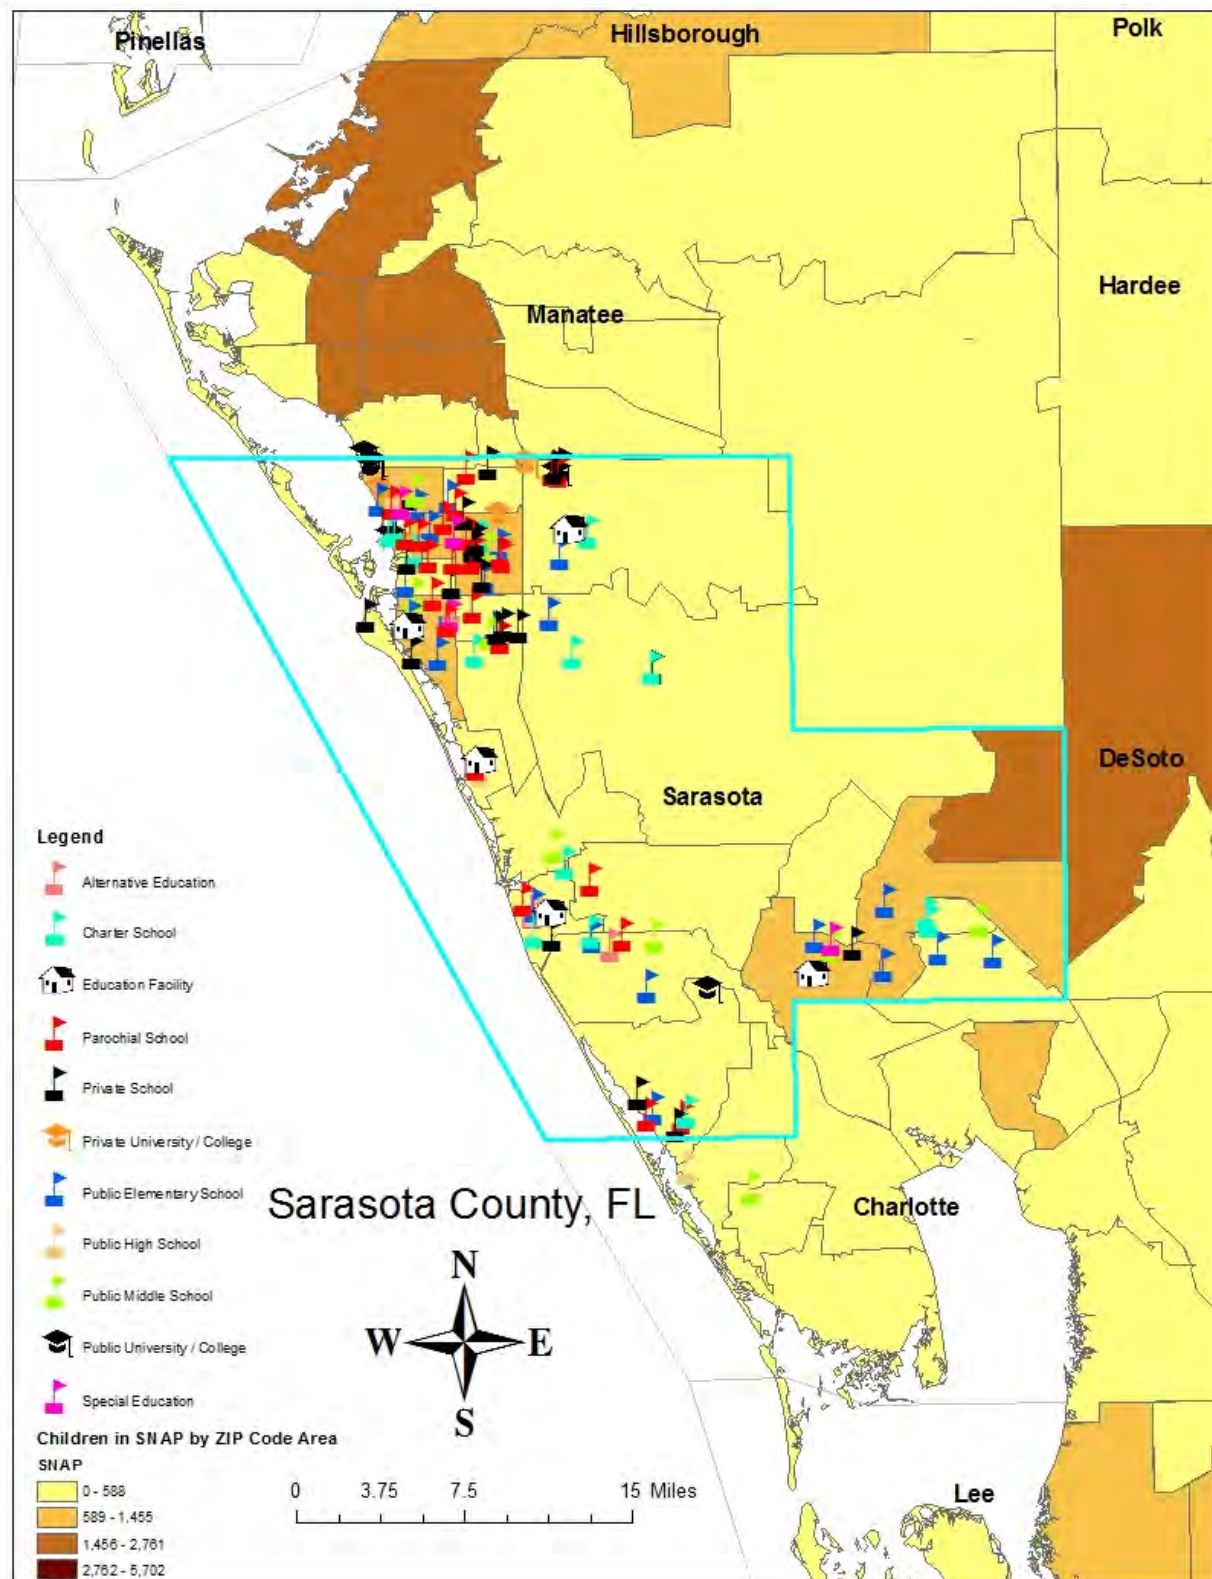 Pinellas
Hillsborough
Polk
Hardee
Manatee
DeSoto
Sarasota
Legend
Alternative Education
Charter School
Education Facility
Parochial School
Private School
Private University / College
Public Elementary School
Public High School
Public Middle School
Public University / College
Special Education
Sarasota County, FL
N
W
E
S
Charlotte
Children in SNAP by ZIP Code Area
SNAP
0 - 588
589 - 1,455
1,456 - 2,761
2,762 - 5,702
0 3.75 7.5 15 Miles
Lee